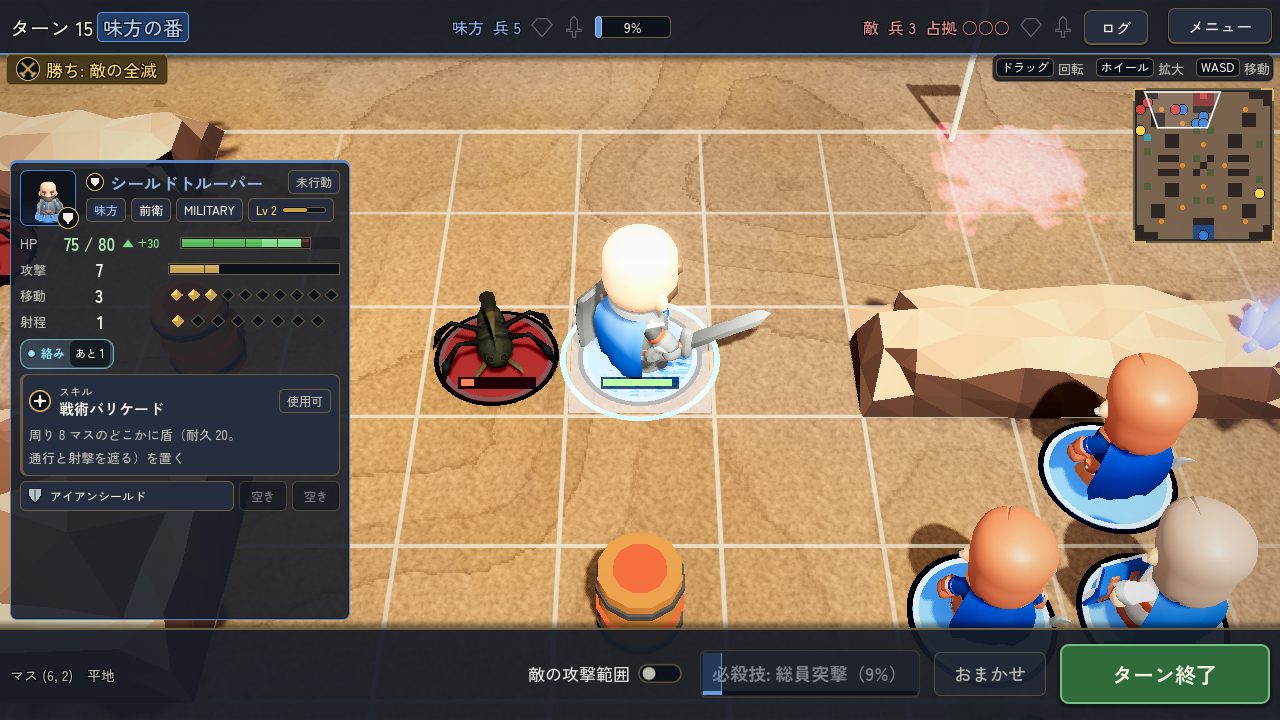 ターン 15 味方の番
味方 兵 5
9%
敵 兵 3 占拠 〇〇〇
ログ
メニュー
勝ち: 敵の全滅
ドラッグ 回転 ホイール 拡大 WASD 移動
シールドトルーパー
未行動
味方 前衛 MILITARY Lv 2
HP 75 / 80 ▲ +30
攻撃 7
移動 3
射程 1
絡み あと 1
スキル
戦術バリケード
使用可
周り 8 マスのどこかに盾（耐久 20。
通行と射撃を遮る）を置く
アイアンシールド
空き
空き
マス (6, 2) 平地
敵の攻撃範囲
必殺技: 総員突撃（9%）
おまかせ
ターン終了